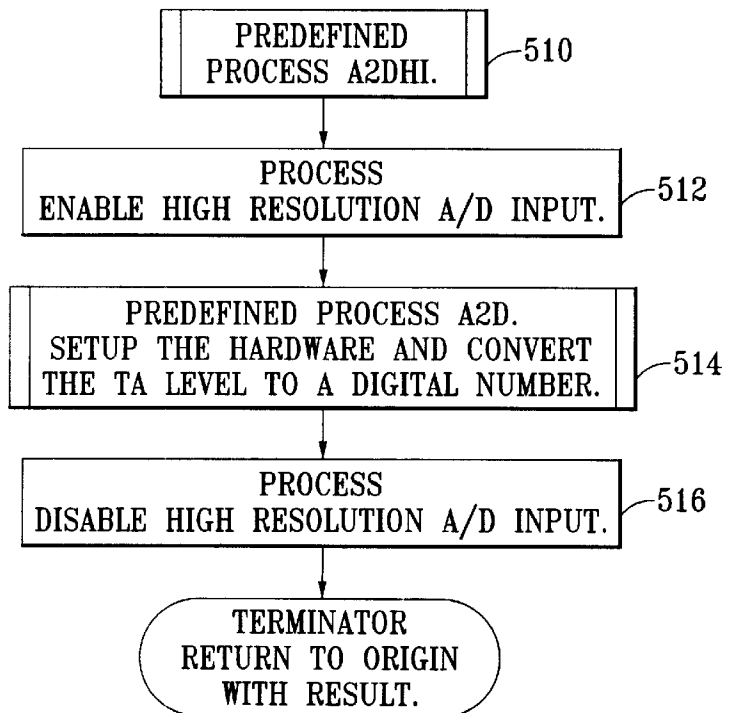 PREDEFINED
PROCESS A2DHI.
510
PROCESS
ENABLE HIGH RESOLUTION A/D INPUT.
512
PREDEFINED PROCESS A2D.
SETUP THE HARDWARE AND CONVERT
THE TA LEVEL TO A DIGITAL NUMBER.
514
PROCESS
DISABLE HIGH RESOLUTION A/D INPUT.
516
TERMINATOR
RETURN TO ORIGIN
WITH RESULT.